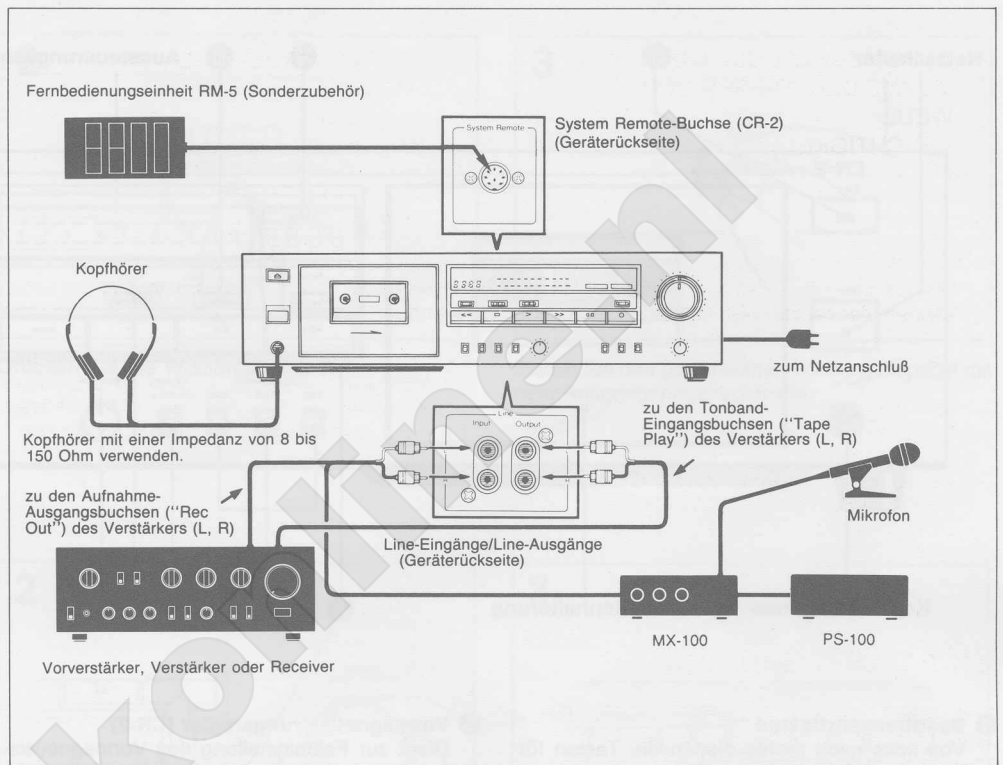 Fernbedienungseinheit RM-5 (Sonderzubehör)
System Remote
System Remote-Buchse (CR-2)
(Geräterückseite)
Kopfhörer
zum Netzanschluß
Kopfhörer mit einer Impedanz von 8 bis
150 Ohm verwenden.
Line
Input
Output
zu den Tonband-
Eingangsbuchsen (‘‘Tape
Play’’) des Verstärkers (L, R)
zu den Aufnahme-
Ausgangsbuchsen (‘‘Rec
Out’’) des Verstärkers (L, R)
Line-Eingänge/Line-Ausgänge
(Geräterückseite)
Mikrofon
MX-100
PS-100
Vorverstärker, Verstärker oder Receiver